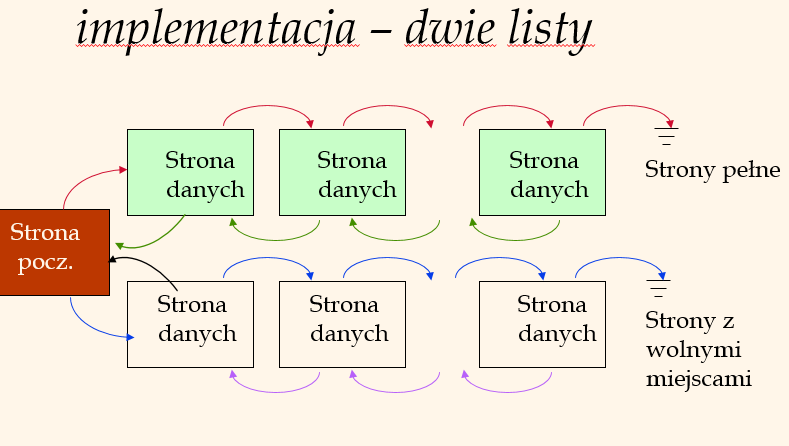 implementacja – dwie listy
Strona
danych
Strona
danych
Strona
danych
Strony pełne
Strona
pocz.
Strona
danych
Strona
danych
Strona
danych
Strony z
wolnymi
miejscami